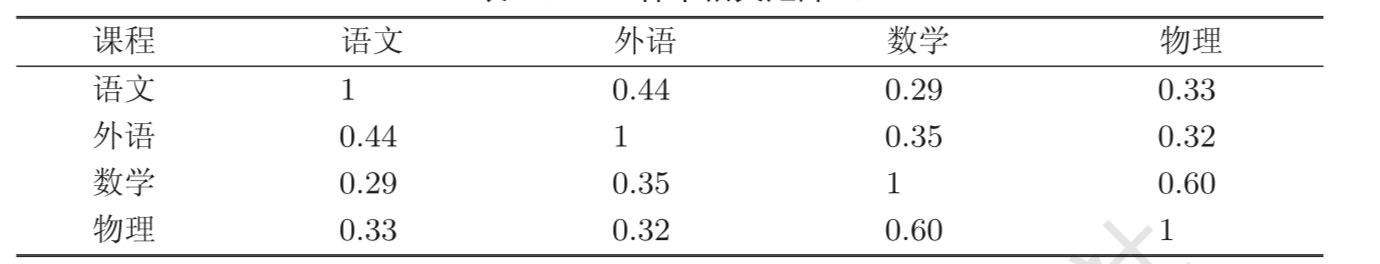 课程 语文 外语 数学 物理
语文 1 0.44 0.29 0.33
外语 0.44 1 0.35 0.32
数学 0.29 0.35 1 0.60
物理 0.33 0.32 0.60 1